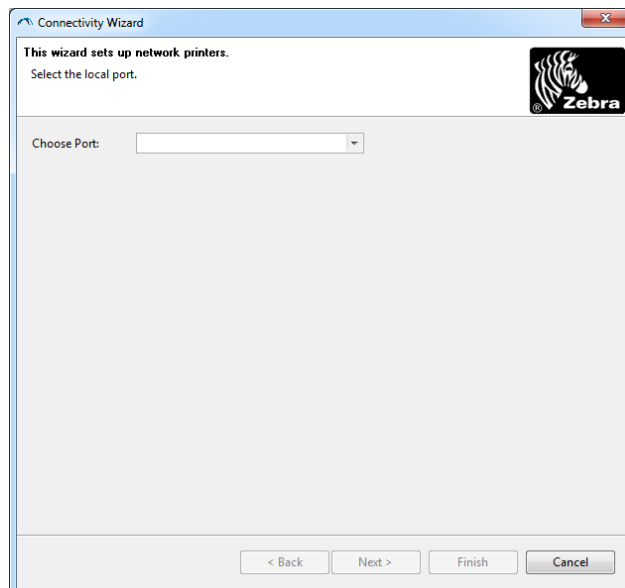 Connectivity Wizard
This wizard sets up network printers.
Select the local port.
® Zebra
Choose Port:
< Back Next > Finish Cancel